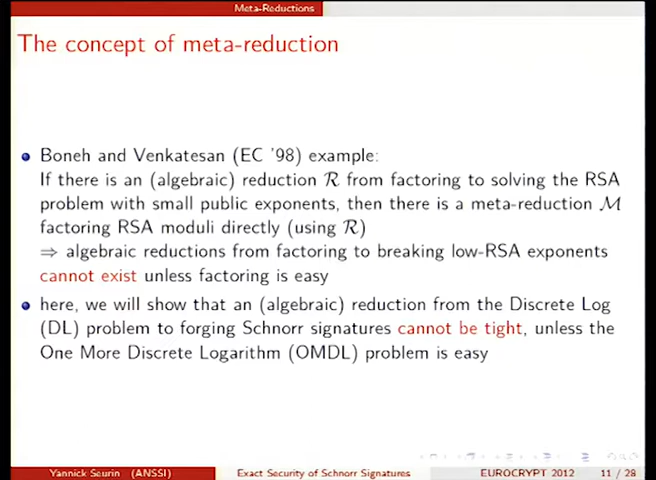 Meta-Reductions
The concept of meta-reduction
Boneh and Venkatesan (EC '98) example:
If there is an (algebraic) reduction ℛ from factoring to solving the RSA
problem with small public exponents, then there is a meta-reduction ℳ
factoring RSA moduli directly (using ℛ)
⇒ algebraic reductions from factoring to breaking low-RSA exponents
cannot exist unless factoring is easy
here, we will show that an (algebraic) reduction from the Discrete Log
(DL) problem to forging Schnorr signatures cannot be tight, unless the
One More Discrete Logarithm (OMDL) problem is easy
Yannick Seurin (ANSSI) Exact Security of Schnorr Signatures EUROCRYPT 2012 11 / 28